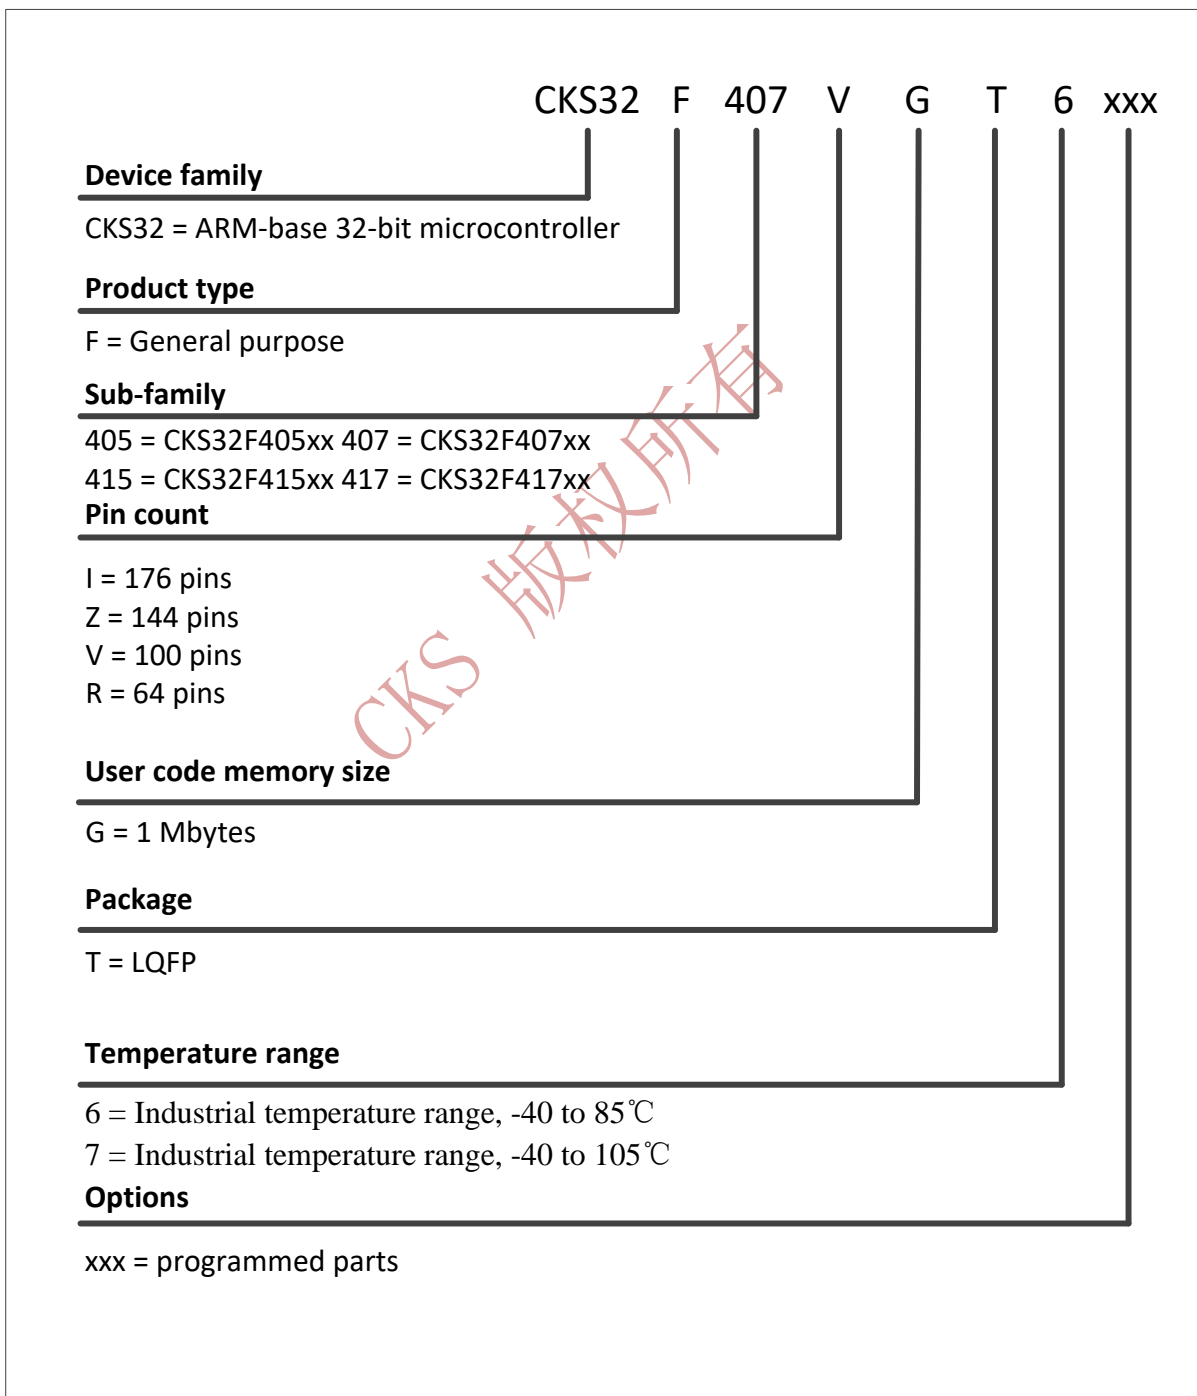 CKS32 F 407 V G T 6 xxx
Device family
CKS32 = ARM-base 32-bit microcontroller
Product type
F = General purpose
Sub-family
405 = CKS32F405xx 407 = CKS32F407xx
415 = CKS32F415xx 417 = CKS32F417xx
Pin count
I = 176 pins
Z = 144 pins
V = 100 pins
R = 64 pins
User code memory size
G = 1 Mbytes
Package
T = LQFP
Temperature range
6 = Industrial temperature range, -40 to 85℃
7 = Industrial temperature range, -40 to 105℃
Options
xxx = programmed parts
CKS 版权所有